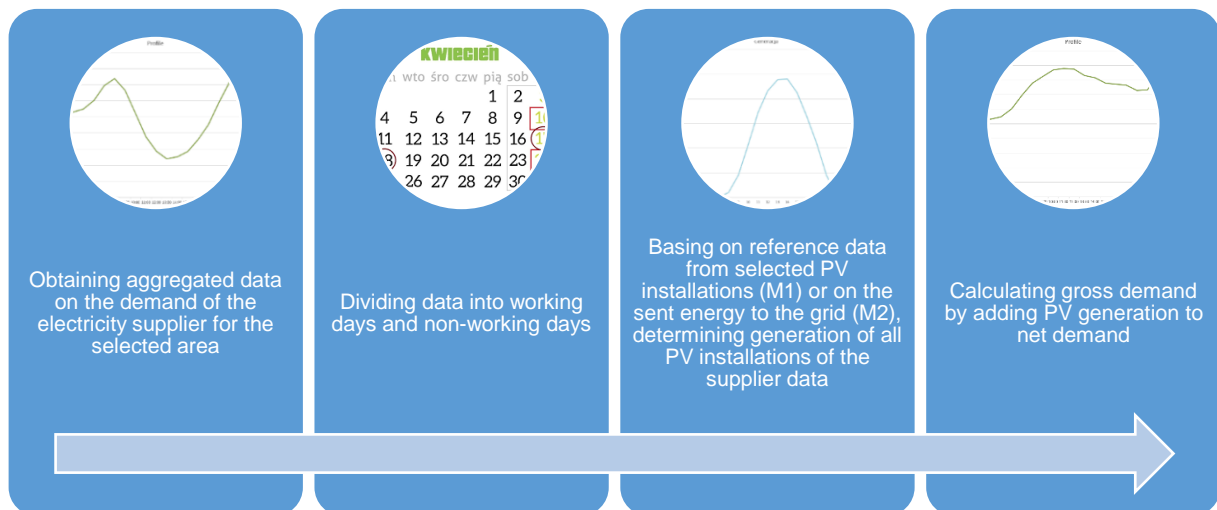 Profile
Obtaining aggregated data
on the demand of the
electricity supplier for the
selected area
kwiecień
wto śro czw pią sob
1 2
4 5 6 7 8 9 10
11 12 13 14 15 16
19 20 21 22 23
26 27 28 29 30
Dividing data into working
days and non-working days
Basing on reference data
from selected PV
installations (M1) or on the
sent energy to the grid (M2),
determining generation of all
PV installations of the
supplier data
Profile
Calculating gross demand
by adding PV generation to
net demand